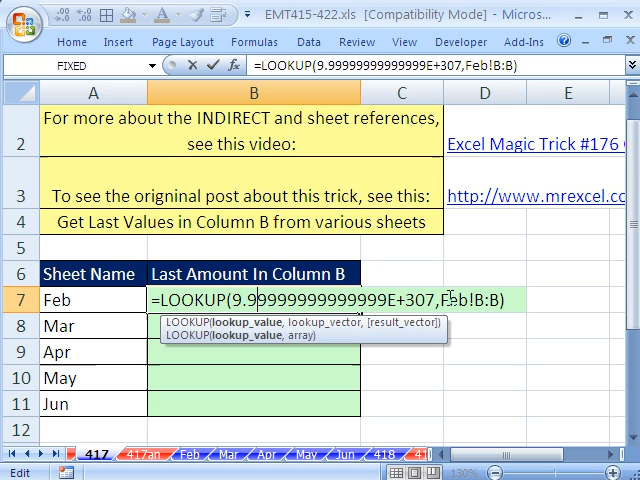 EMT415-422.xls [Compatibility Mode] - Micros...
Home Insert Page Layout Formulas Data Review View Add-Ins
FIXED =LOOKUP(9.99999999999999E+307,Feb!B:B)
A B C D E
2 For more about the INDIRECT and sheet references,
see this video: Excel Magic Trick #176
3 To see the origninal post about this trick, see this: http://www.mrexcel.co
4 Get Last Values in Column B from various sheets
5
6 Sheet Name Last Amount In Column B
7 Feb =LOOKUP(9.99999999999999E+307,Feb!B:B)
LOOKUP(lookup_value, lookup_vector, [result_vector])
8 Mar
LOOKUP(lookup_value, array)
9 Apr
10 May
11 Jun
12
417 417an Feb Mar Apr May Jun 418 41
Edit 130%